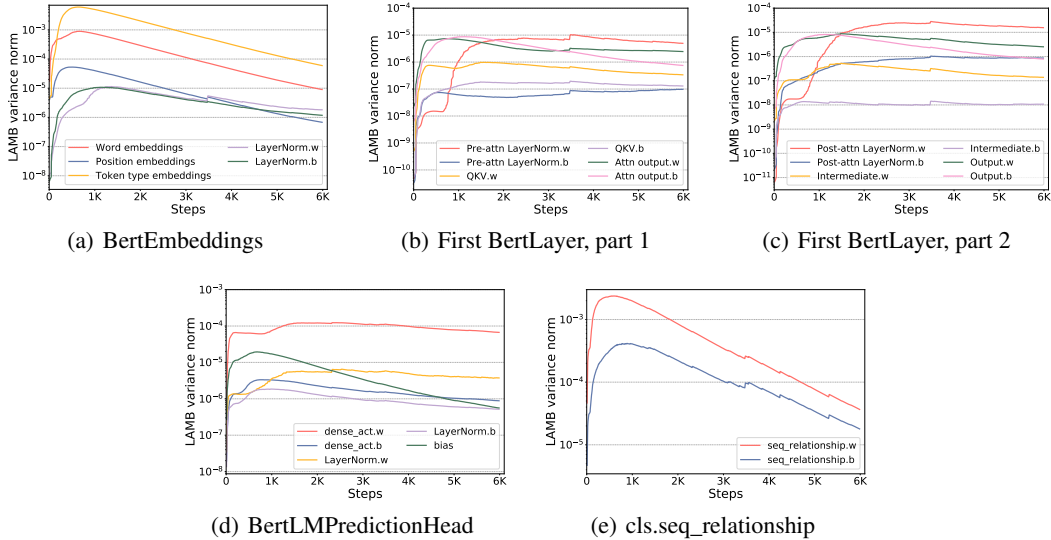 LAMB variance norm
10⁻³
10⁻⁴
10⁻⁵
10⁻⁶
10⁻⁷
10⁻⁸
Word embeddings
Position embeddings
Token type embeddings
LayerNorm.w
LayerNorm.b
0 1K 2K 3K 4K 5K 6K
Steps
(a) BertEmbeddings
LAMB variance norm
10⁻⁴
10⁻⁵
10⁻⁶
10⁻⁷
10⁻⁸
10⁻⁹
10⁻¹⁰
Pre-attn LayerNorm.w
Pre-attn LayerNorm.b
QKV.w
QKV.b
Attn output.w
Attn output.b
0 1K 2K 3K 4K 5K 6K
Steps
(b) First BertLayer, part 1
LAMB variance norm
10⁻⁴
10⁻⁵
10⁻⁶
10⁻⁷
10⁻⁸
10⁻⁹
10⁻¹⁰
10⁻¹¹
Post-attn LayerNorm.w
Post-attn LayerNorm.b
Intermediate.w
Intermediate.b
Output.w
Output.b
0 1K 2K 3K 4K 5K 6K
Steps
(c) First BertLayer, part 2
LAMB variance norm
10⁻³
10⁻⁴
10⁻⁵
10⁻⁶
10⁻⁷
10⁻⁸
dense_act.w
dense_act.b
LayerNorm.w
LayerNorm.b
bias
0 1K 2K 3K 4K 5K 6K
Steps
(d) BertLMPredictionHead
LAMB variance norm
10⁻³
10⁻⁴
10⁻⁵
seq_relationship.w
seq_relationship.b
0 1K 2K 3K 4K 5K 6K
Steps
(e) cls.seq_relationship